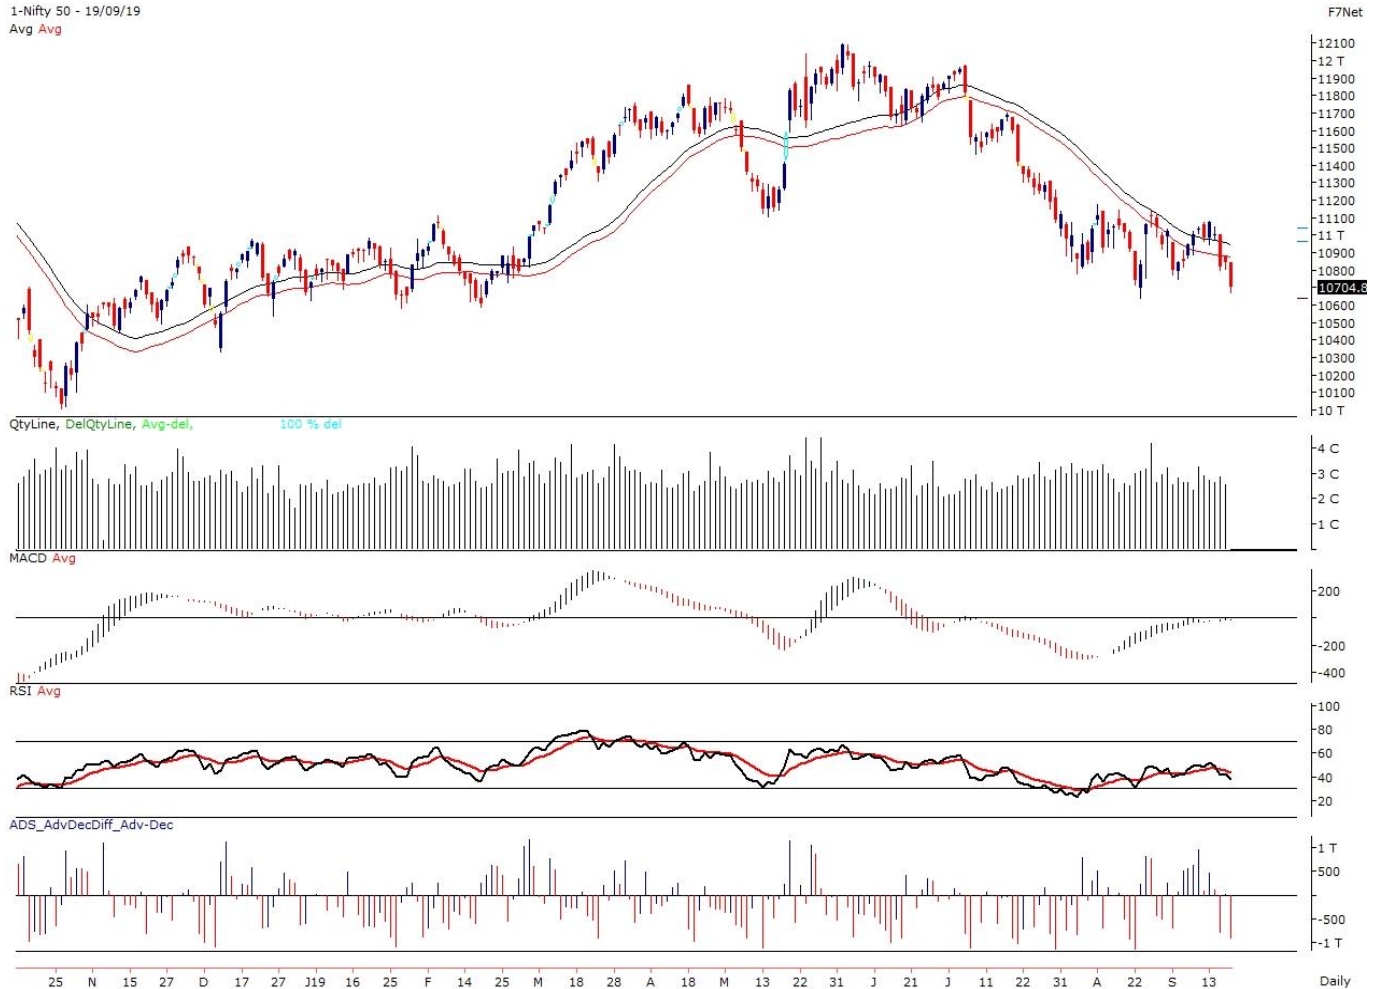 1-Nifty 50 - 19/09/19
F7Net
Avg Avg
12100
12 T
11900
11800
11700
11600
11500
11400
11300
11200
11100
11 T
10900
10800
10704.8
10600
10500
10400
10300
10200
10100
10 T
QtyLine, DelQtyLine, Avg-del, 100 % del
4 C
3 C
2 C
1 C
MACD Avg
200
-200
-400
RSI Avg
100
80
60
40
20
ADS_AdvDecDiff_Adv-Dec
1 T
500
-500
-1 T
25 N 15 27 D 17 27 J19 16 25 F 14 26 M 18 28 A 18 M 13 22 31 J 21 J 11 22 31 A 22 S 13 Daily